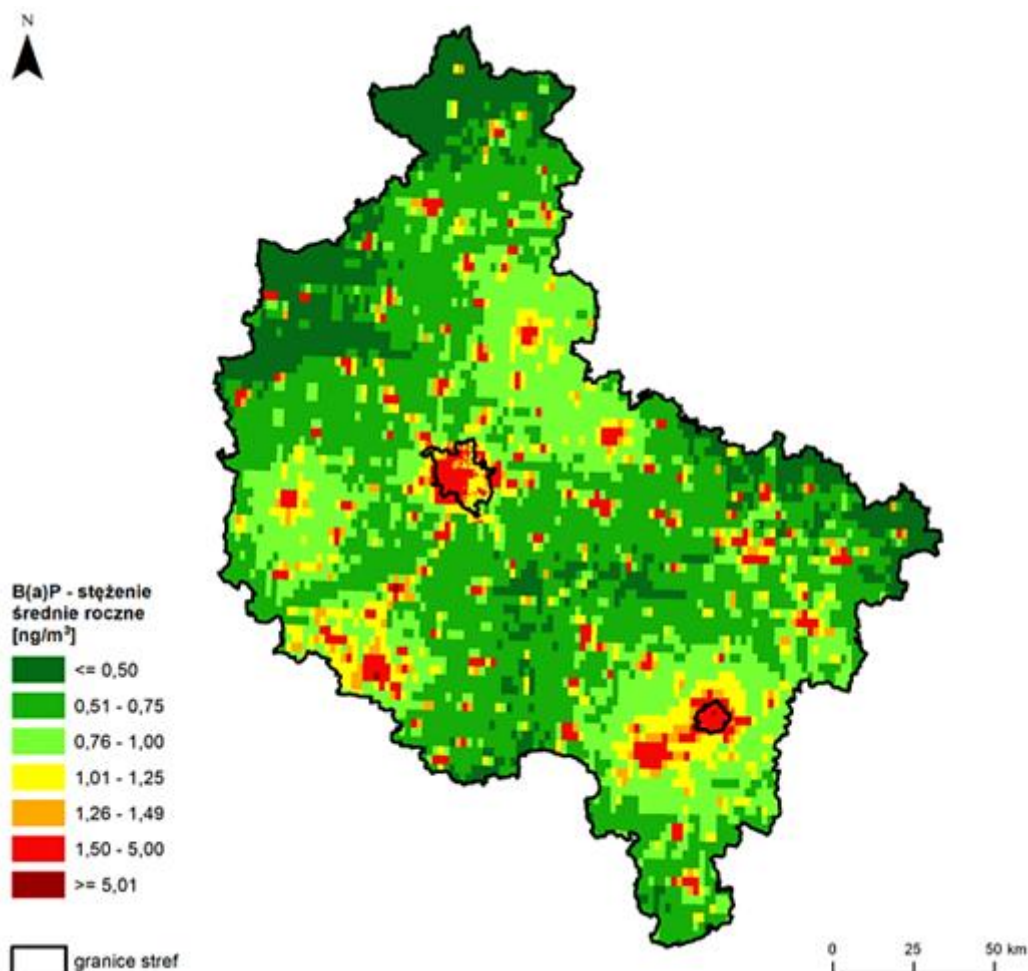 N
B(a)P - stężenie
średnie roczne
[ng/m³]
<= 0,50
0,51 - 0,75
0,76 - 1,00
1,01 - 1,25
1,26 - 1,49
1,50 - 5,00
>= 5,01
granice stref
0 25 50 km